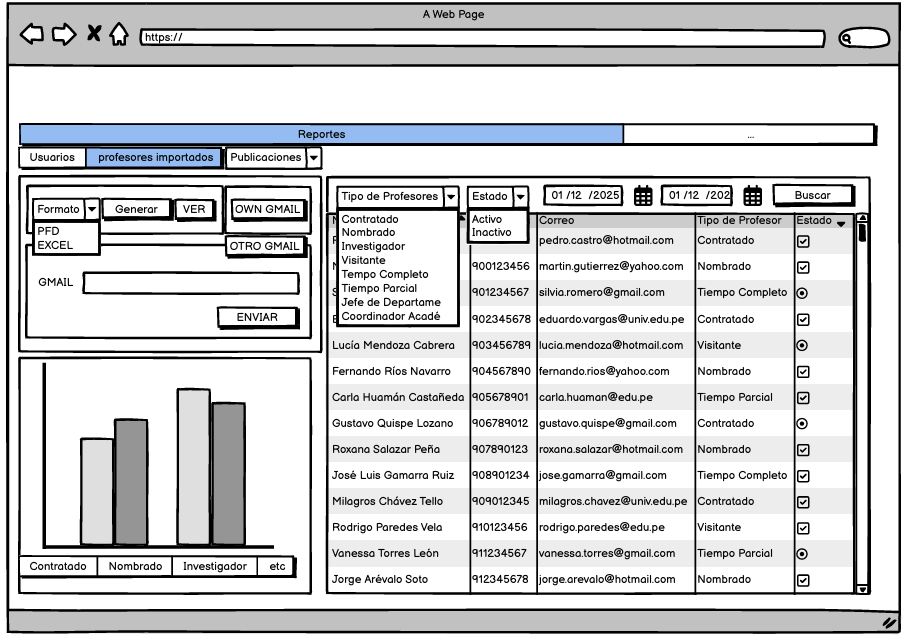 A Web Page
https://
Reportes
...
Usuarios profesores importados Publicaciones
Formato Generar VER OWN GMAIL
PFD
EXCEL
OTRO GMAIL
GMAIL
ENVIAR
Contratado Nombrado Investigador etc
Tipo de Profesores Estado 01 /12 /2025 01 /12 /202 Buscar
Contratado
Nombrado
Investigador
Visitante
Tempo Completo
Tiempo Parcial
Jefe de Departame
Coordinador Acadé
Activo
Inactivo
Correo Tipo de Profesor Estado
pedro.castro@hotmail.com Contratado
900123456 martin.gutierrez@yahoo.com Nombrado
901234567 silvia.romero@gmail.com Tiempo Completo
902345678 eduardo.vargas@univ.edu.pe Contratado
Lucía Mendoza Cabrera 903456789 lucia.mendoza@hotmail.com Visitante
Fernando Ríos Navarro 904567890 fernando.rios@yahoo.com Nombrado
Carla Huamán Castañeda 905678901 carla.huaman@edu.pe Tiempo Parcial
Gustavo Quispe Lozano 906789012 gustavo.quispe@gmail.com Contratado
Roxana Salazar Peña 907890123 roxana.salazar@hotmail.com Nombrado
José Luis Gamarra Ruiz 908901234 jose.gamarra@gmail.com Tiempo Completo
Milagros Chávez Tello 909012345 milagros.chavez@univ.edu.pe Contratado
Rodrigo Paredes Vela 910123456 rodrigo.paredes@edu.pe Visitante
Vanessa Torres León 911234567 vanessa.torres@gmail.com Tiempo Parcial
Jorge Arévalo Soto 912345678 jorge.arevalo@hotmail.com Nombrado